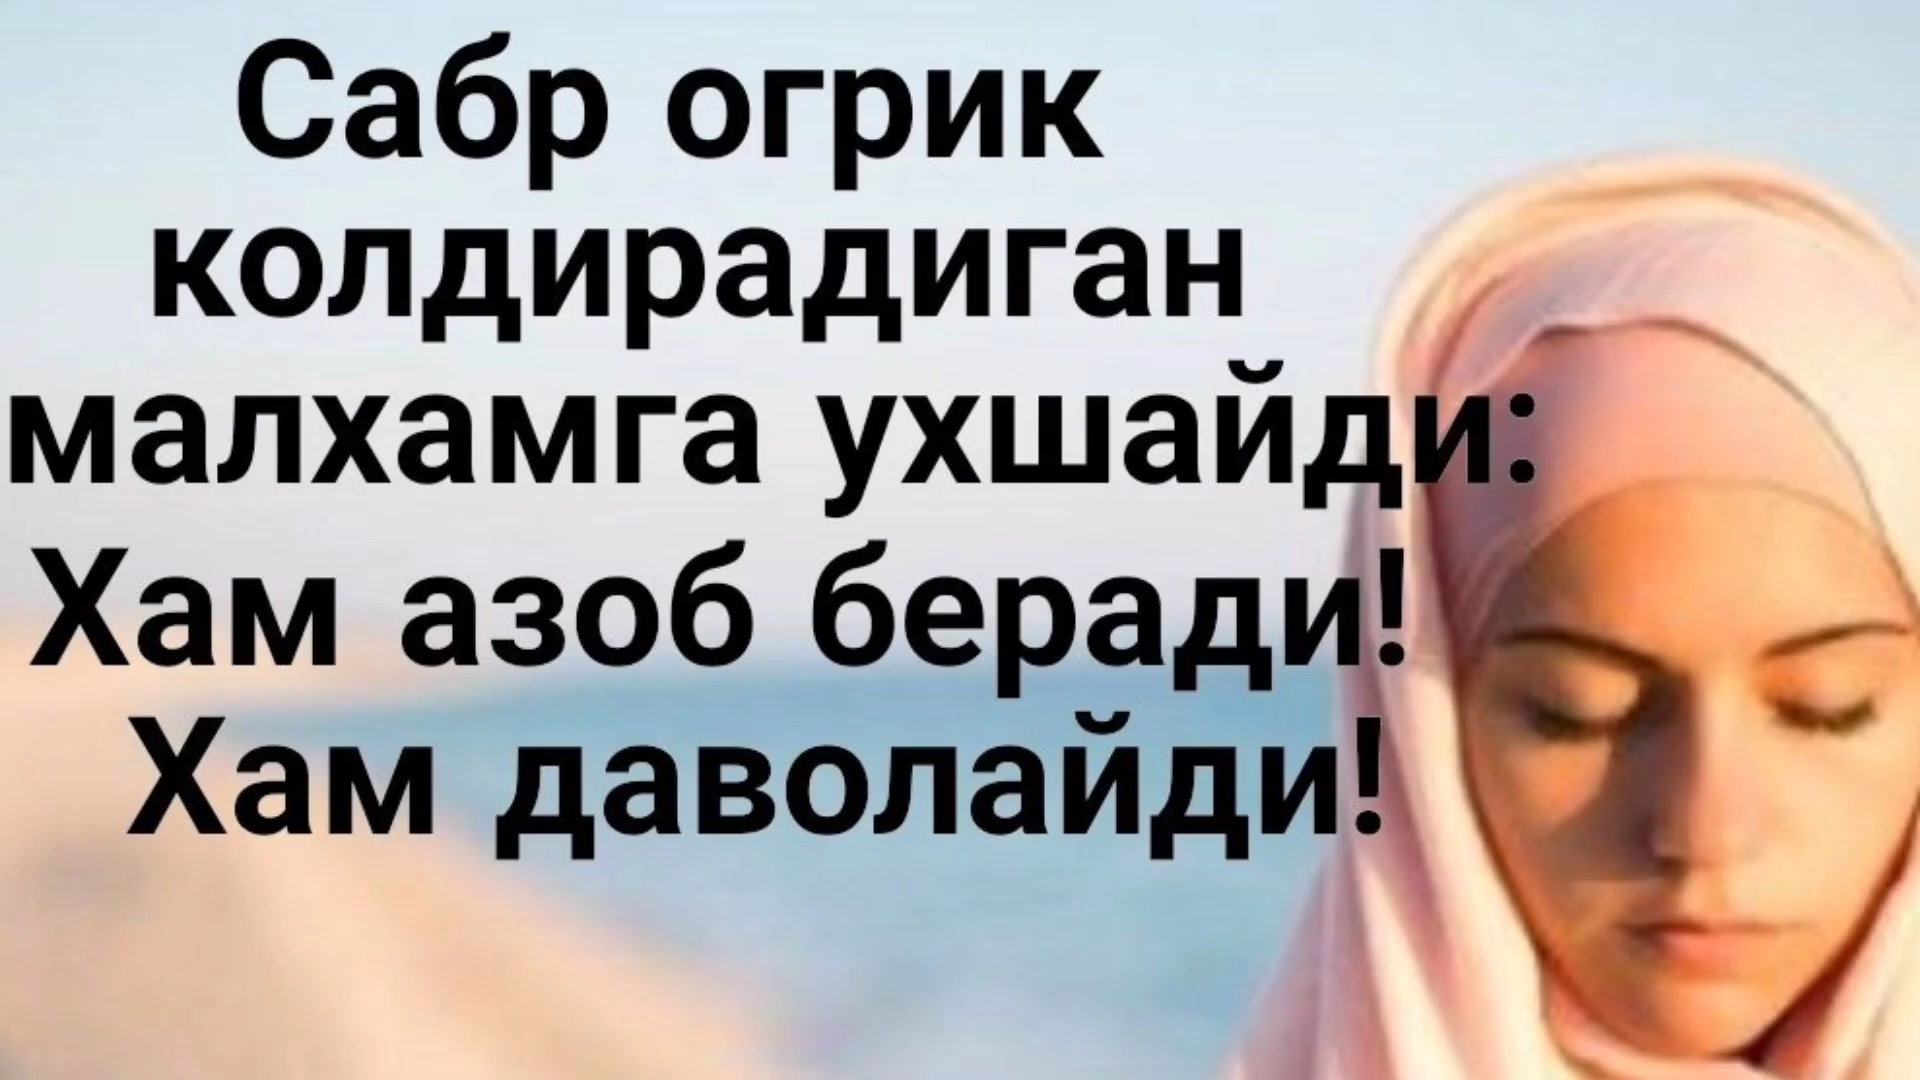 Сабр огрик
колдирадиган
малхамга ухшайди:
Хам азоб беради!
Хам даволайди!